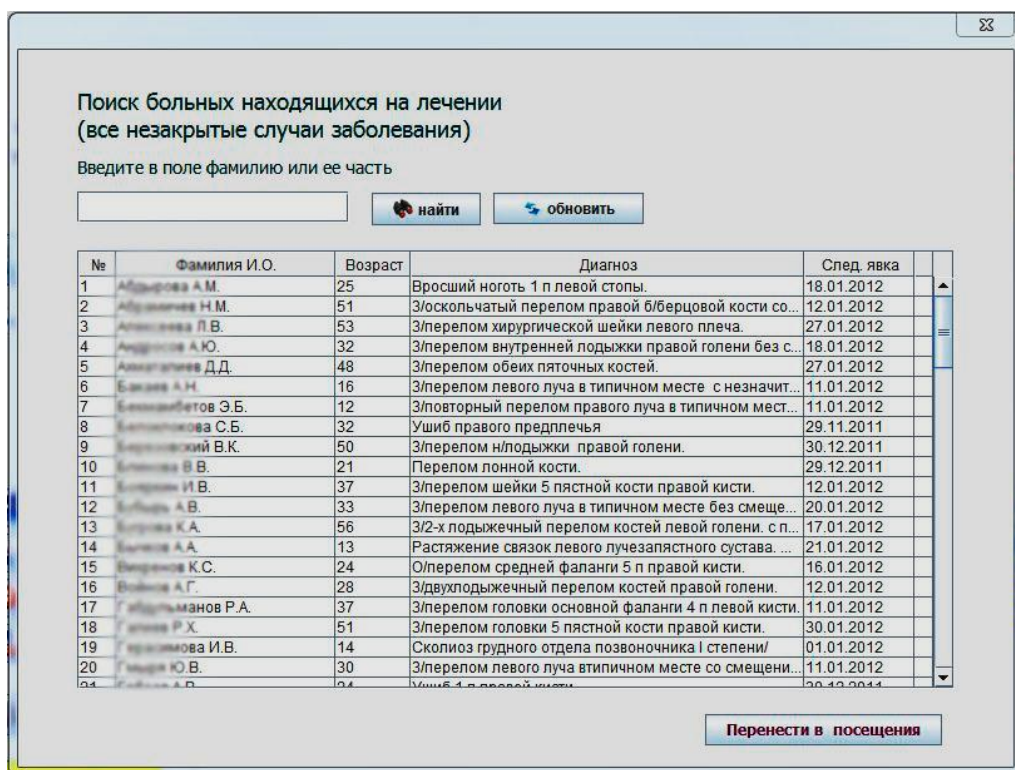 Поиск больных находящихся на лечении
(все незакрытые случаи заболевания)
Введите в поле фамилию или ее часть
найти обновить
№ Фамилия И.О. Возраст Диагноз След. явка
1 А.М. 25 Вросший ноготь 1 п левой стопы. 18.01.2012
2 Н.М. 51 З/оскольчатый перелом правой б/берцовой кости со... 12.01.2012
3 Л.В. 53 З/перелом хирургической шейки левого плеча. 27.01.2012
4 А.Ю. 32 З/перелом внутренней лодыжки правой голени без с... 18.01.2012
5 Д.Д. 48 З/перелом обеих пяточных костей. 27.01.2012
6 А.Н. 16 З/перелом левого луча в типичном месте с незначит... 11.01.2012
7 Э.Б. 12 З/повторный перелом правого луча в типичном мест... 11.01.2012
8 С.Б. 32 Ушиб правого предплечья 29.11.2011
9 В.К. 50 З/перелом н/лодыжки правой голени. 30.12.2011
10 В.В. 21 Перелом лонной кости. 29.12.2011
11 И.В. 37 З/перелом шейки 5 пястной кости правой кисти. 12.01.2012
12 А.В. 33 З/перелом левого луча в типичном месте без смеще... 20.01.2012
13 К.А. 56 З/2-х лодыжечный перелом костей левой голени. с п... 17.01.2012
14 А.А. 13 Растяжение связок левого лучезапястного сустава. ... 21.01.2012
15 К.С. 24 О/перелом средней фаланги 5 п правой кисти. 16.01.2012
16 А.Г. 28 З/двухлодыжечный перелом костей правой голени. 12.01.2012
17 Р.А. 37 З/перелом головки основной фаланги 4 п левой кисти. 11.01.2012
18 Р.Х. 51 З/перелом головки 5 пястной кости правой кисти. 30.01.2012
19 И.В. 14 Сколиоз грудного отдела позвоночника I степени/ 01.01.2012
20 Ю.В. 30 З/перелом левого луча втипичном месте со смещени... 11.01.2012
Перенести в посещения